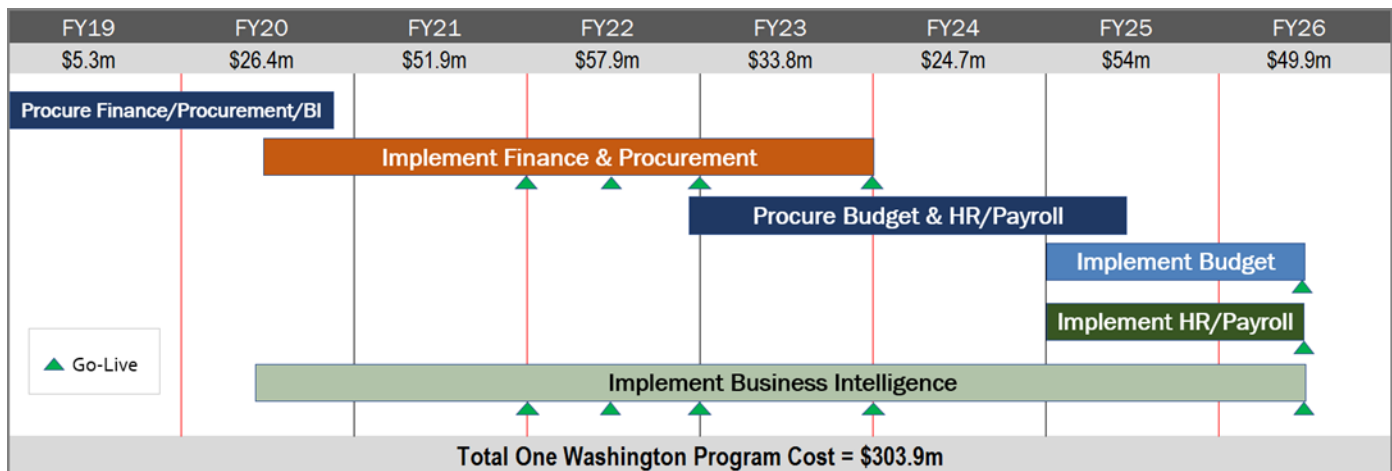 FY19 FY20 FY21 FY22 FY23 FY24 FY25 FY26
$5.3m $26.4m $51.9m $57.9m $33.8m $24.7m $54m $49.9m
Procure Finance/Procurement/BI
Implement Finance & Procurement
Procure Budget & HR/Payroll
Implement Budget
Implement HR/Payroll
Go-Live
Implement Business Intelligence
Total One Washington Program Cost = $303.9m